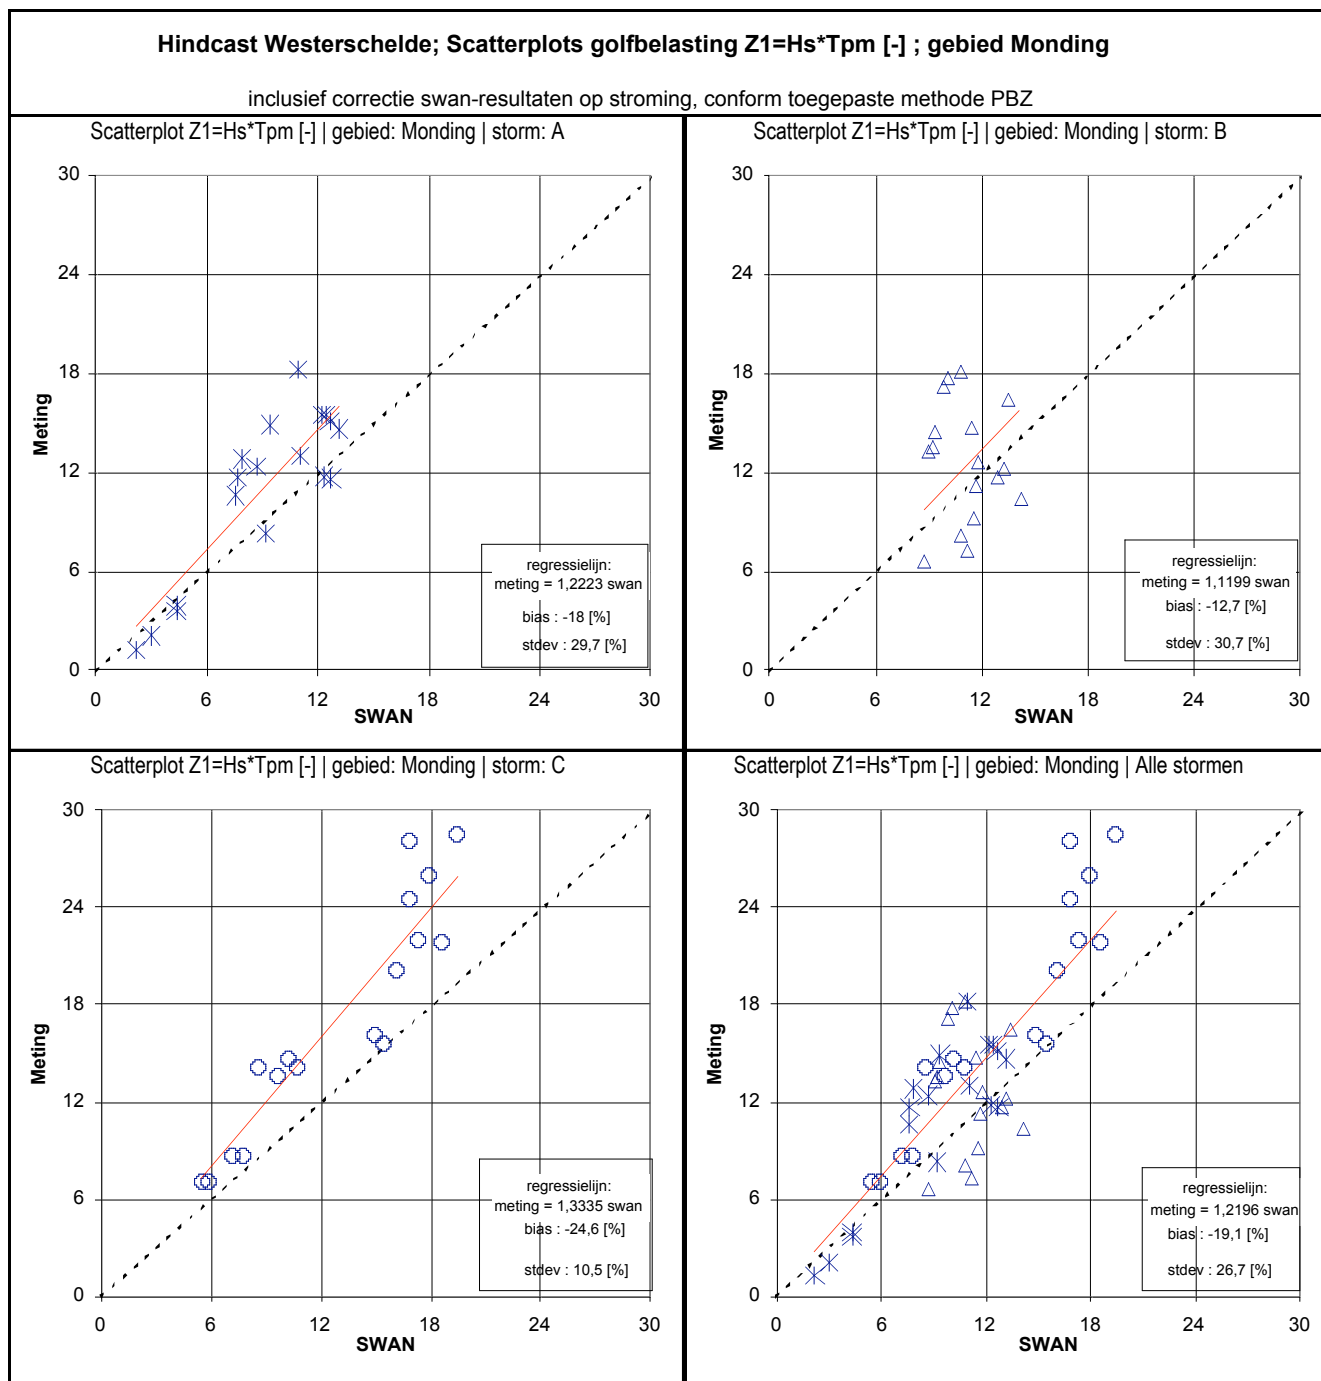 Hindcast Westerschelde; Scatterplots golfbelasting Z1=Hs*Tpm [-] ; gebied Monding
inclusief correctie swan-resultaten op stroming, conform toegepaste methode PBZ
Scatterplot Z1=Hs*Tpm [-] | gebied: Monding | storm: A
30
24
18
12
6
0
Meting
regressielijn:
meting = 1,2223 swan
bias : -18 [%]
stdev : 29,7 [%]
0 6 12 18 24 30
SWAN
Scatterplot Z1=Hs*Tpm [-] | gebied: Monding | storm: B
30
24
18
12
6
0
Meting
regressielijn:
meting = 1,1199 swan
bias : -12,7 [%]
stdev : 30,7 [%]
0 6 12 18 24 30
SWAN
Scatterplot Z1=Hs*Tpm [-] | gebied: Monding | storm: C
30
24
18
12
6
0
Meting
regressielijn:
meting = 1,3335 swan
bias : -24,6 [%]
stdev : 10,5 [%]
0 6 12 18 24 30
SWAN
Scatterplot Z1=Hs*Tpm [-] | gebied: Monding | Alle stormen
30
24
18
12
6
0
Meting
regressielijn:
meting = 1,2196 swan
bias : -19,1 [%]
stdev : 26,7 [%]
0 6 12 18 24 30
SWAN